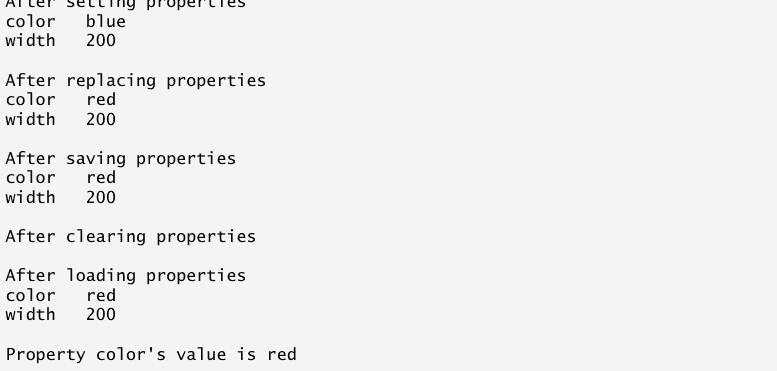 After setting properties
color   blue
width   200
After replacing properties
color   red
width   200
After saving properties
color   red
width   200
After clearing properties
After loading properties
color   red
width   200
Property color's value is red